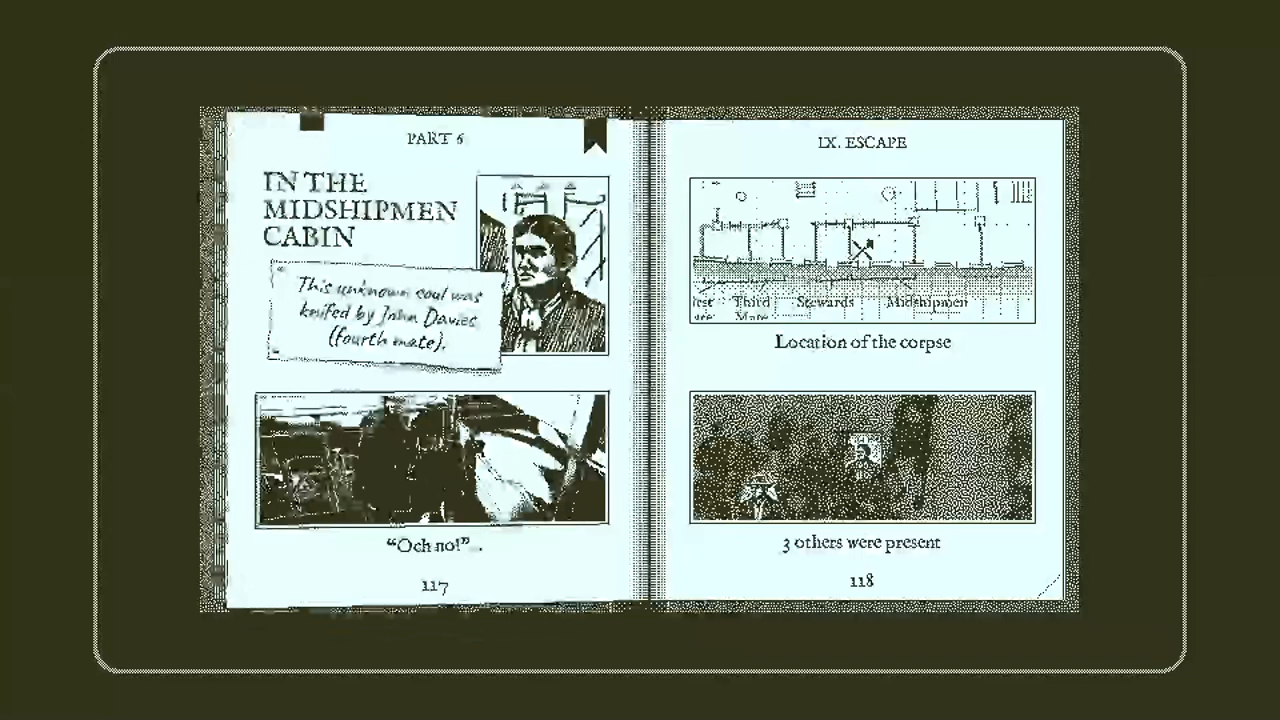 PART 6
IN THE
MIDSHIPMEN
CABIN
This unknown soul was
knifed by John Davies
(fourth mate).
"Och no!"
117
IX. ESCAPE
Third
Stewards
Midshipmen
Mate
Location of the corpse
3 others were present
118